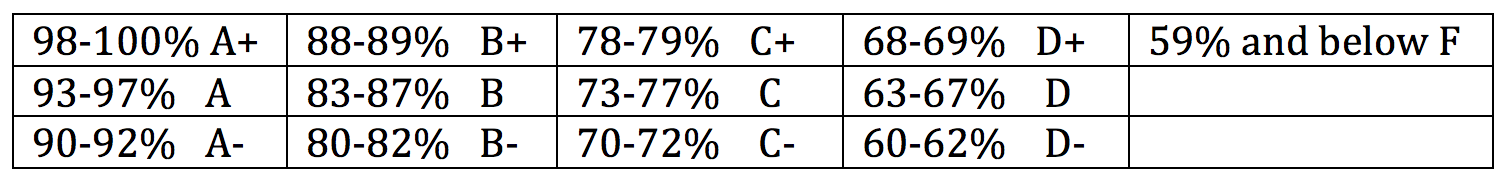 98-100% A+ 88-89% B+ 78-79% C+ 68-69% D+ 59% and below F
93-97% A 83-87% B 73-77% C 63-67% D
90-92% A- 80-82% B- 70-72% C- 60-62% D-